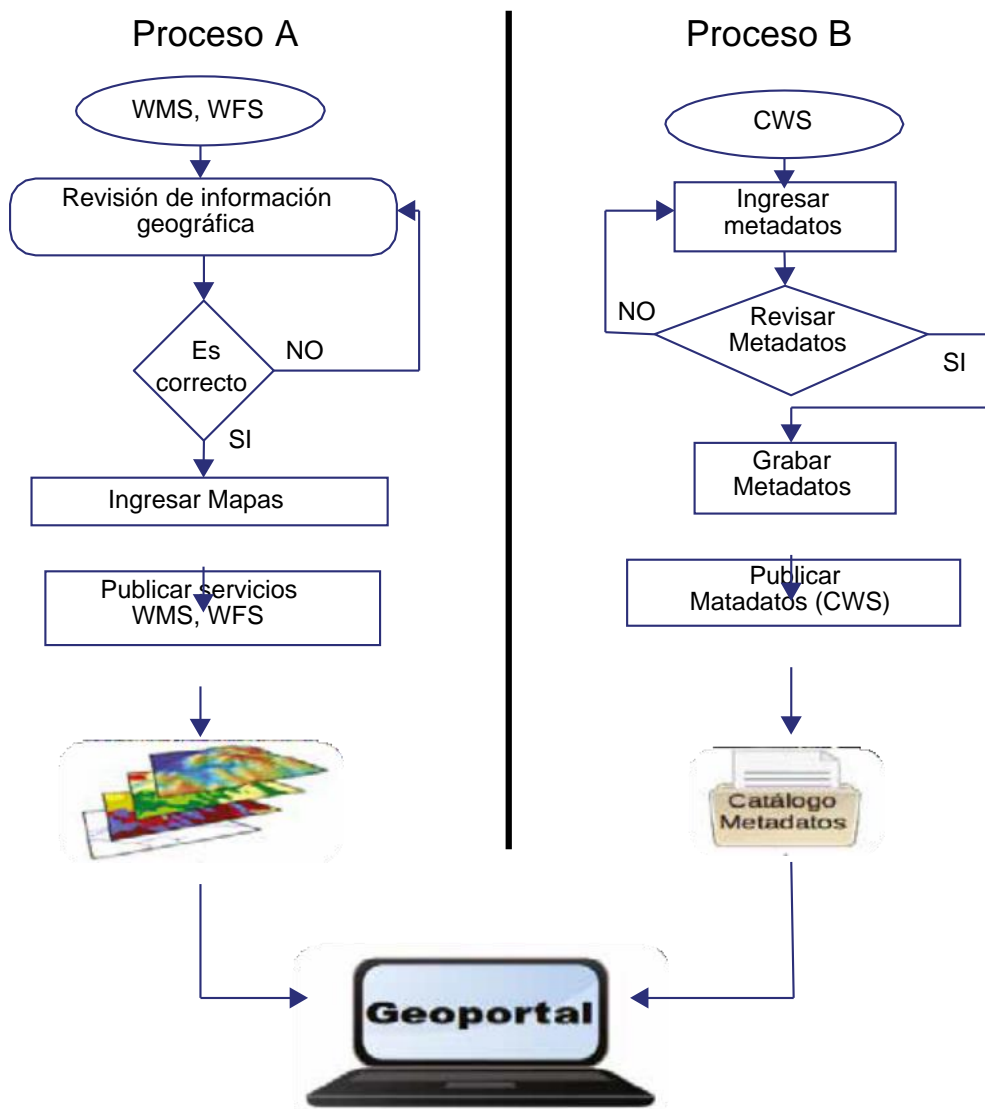 Proceso A
WMS, WFS
Revisión de información
geográfica
Es
correcto
NO
SI
Ingresar Mapas
Publicar servicios
WMS, WFS
Proceso B
CWS
Ingresar
metadatos
NO
Revisar
Metadatos
SI
Grabar
Metadatos
Publicar
Matadatos (CWS)
Catálogo
Metadatos
Geoportal